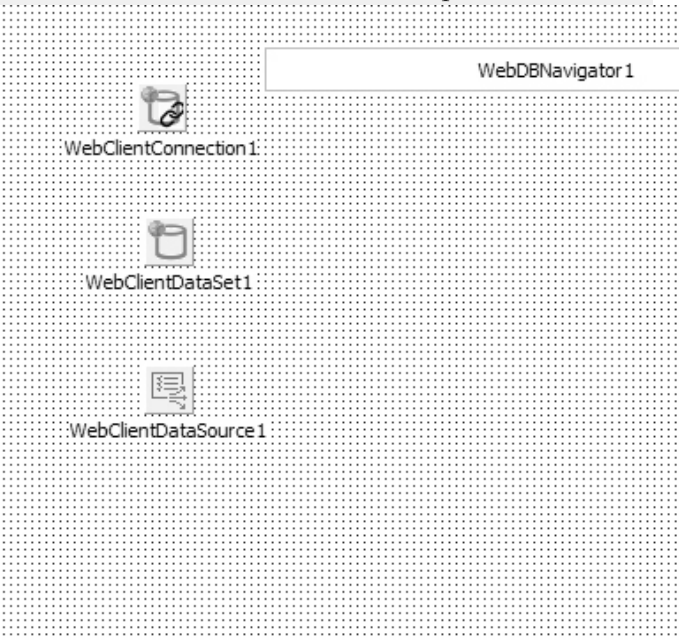 WebDBNavigator1
WebClientConnection1
WebClientDataSet1
WebClientDataSource1